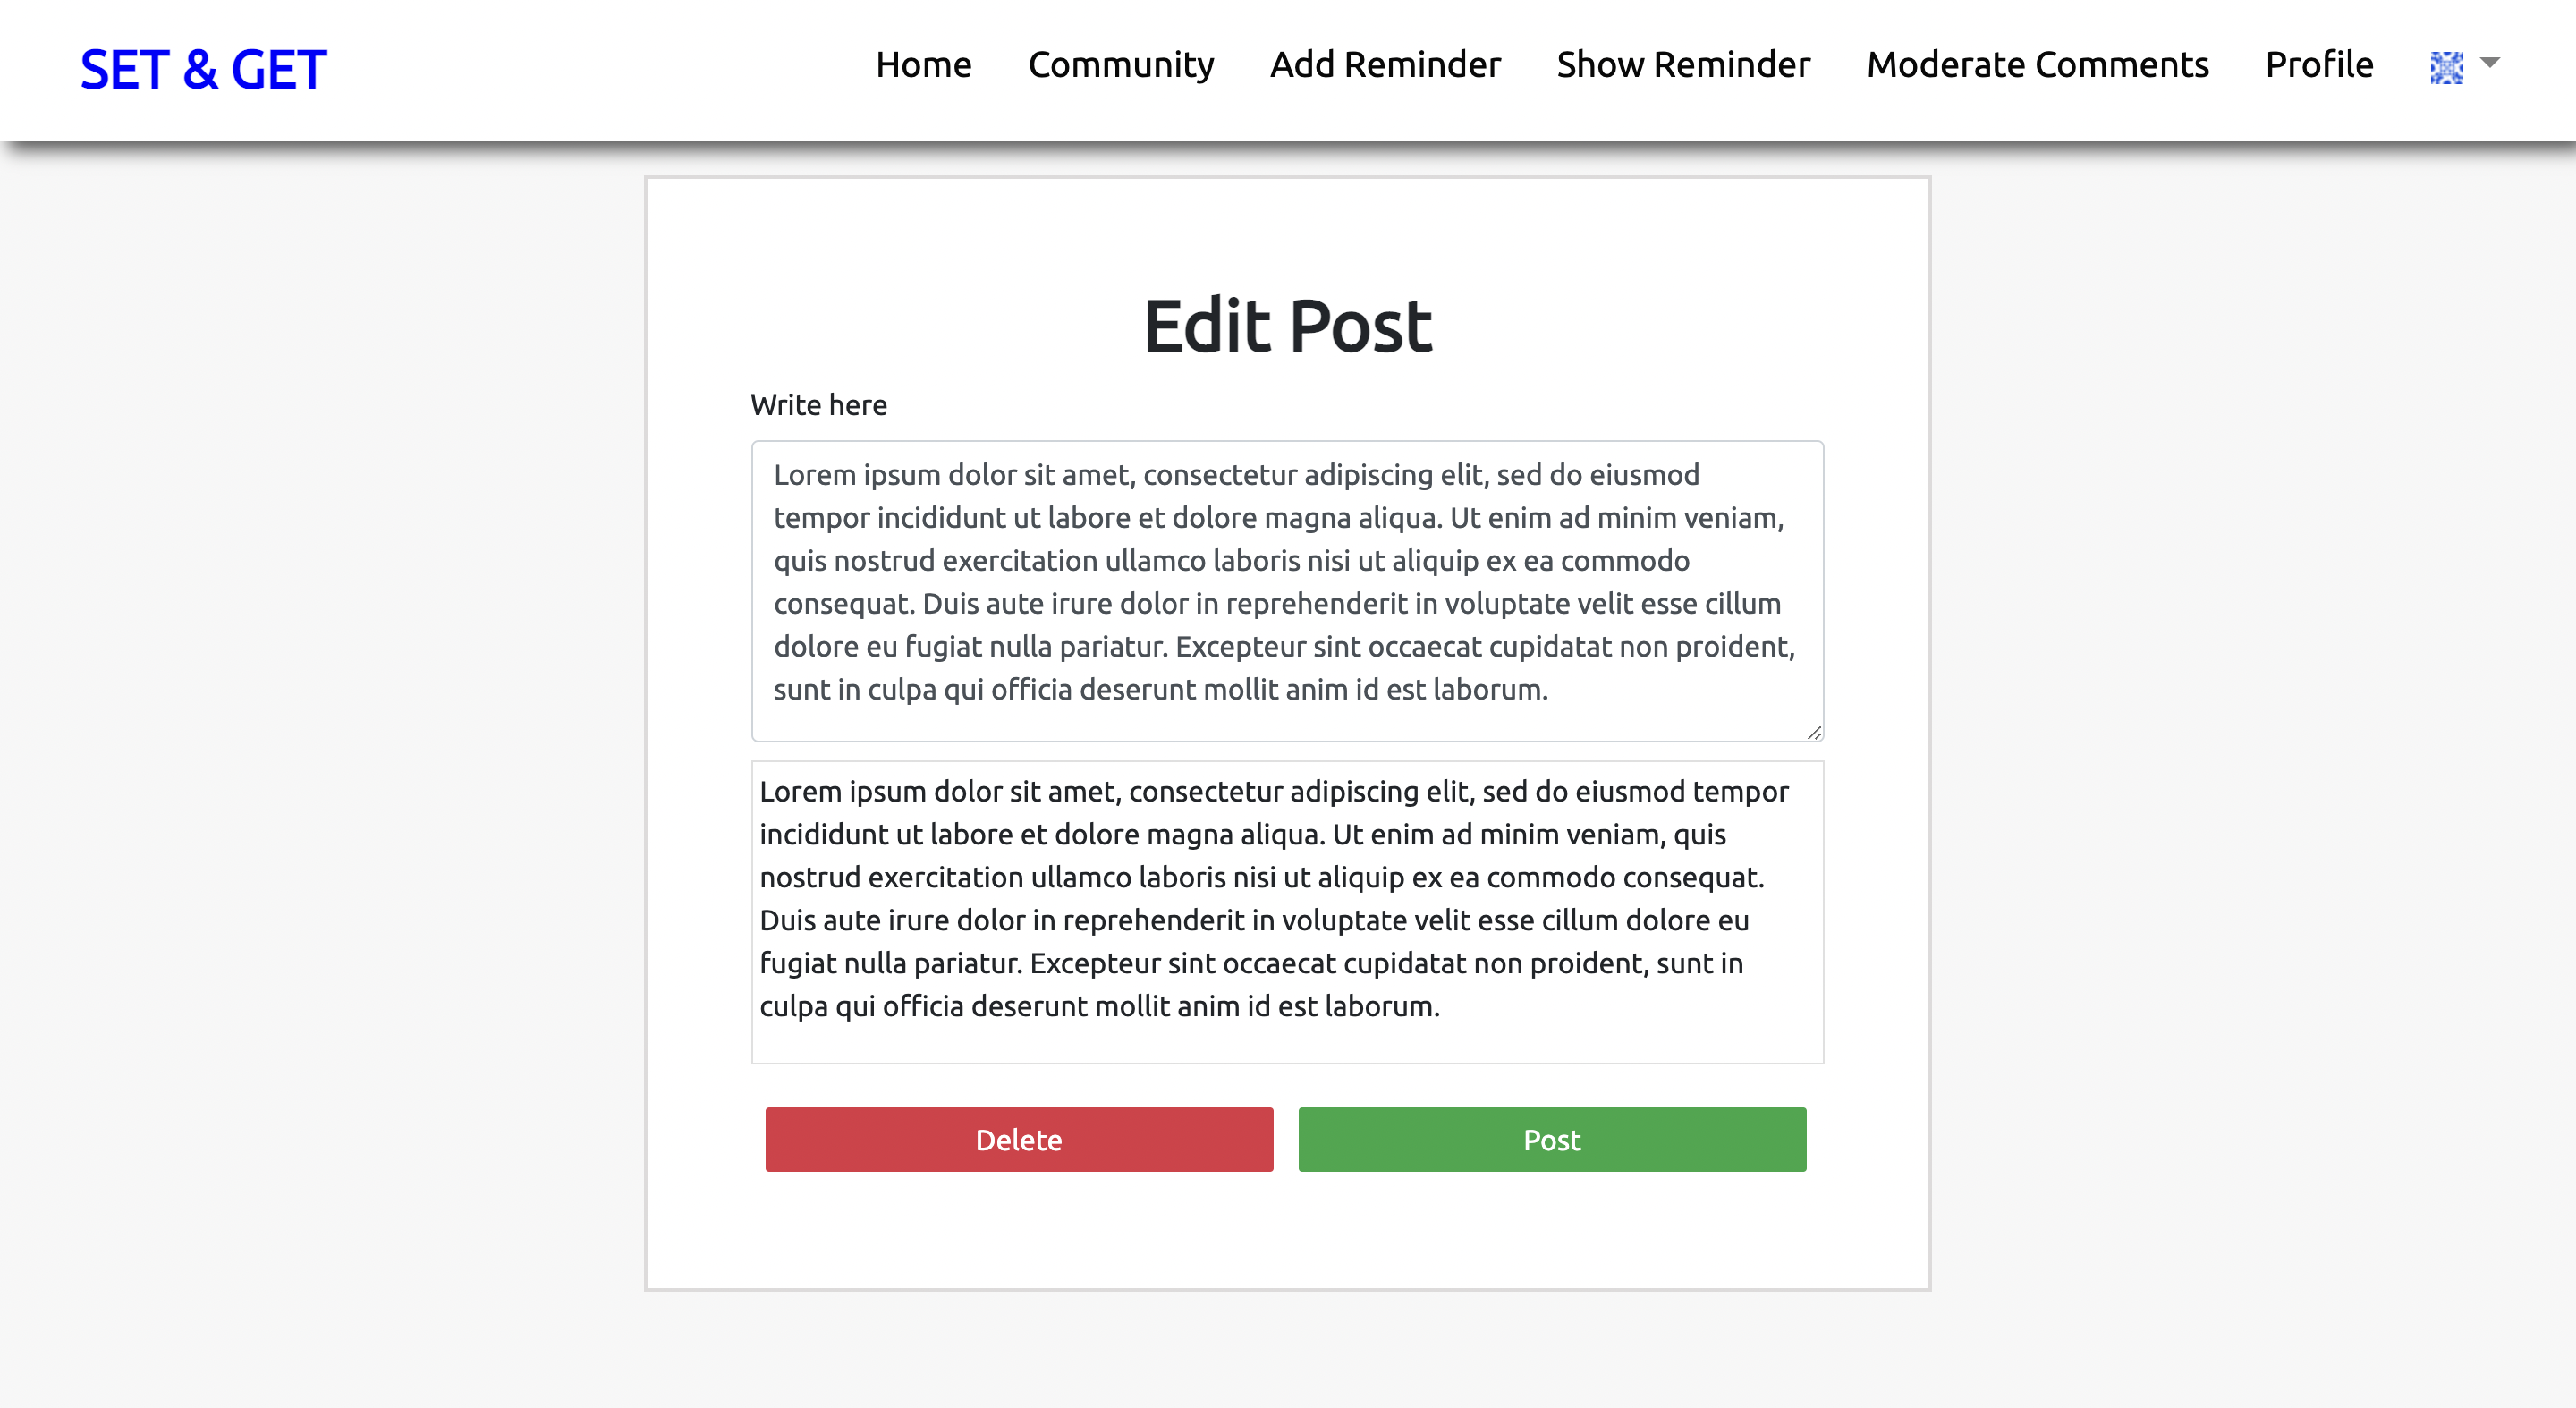 SET & GET
Home Community Add Reminder Show Reminder Moderate Comments Profile
Edit Post
Write here
Lorem ipsum dolor sit amet, consectetur adipiscing elit, sed do eiusmod
tempor incididunt ut labore et dolore magna aliqua. Ut enim ad minim veniam,
quis nostrud exercitation ullamco laboris nisi ut aliquip ex ea commodo
consequat. Duis aute irure dolor in reprehenderit in voluptate velit esse cillum
dolore eu fugiat nulla pariatur. Excepteur sint occaecat cupidatat non proident,
sunt in culpa qui officia deserunt mollit anim id est laborum.
Lorem ipsum dolor sit amet, consectetur adipiscing elit, sed do eiusmod tempor
incididunt ut labore et dolore magna aliqua. Ut enim ad minim veniam, quis
nostrud exercitation ullamco laboris nisi ut aliquip ex ea commodo consequat.
Duis aute irure dolor in reprehenderit in voluptate velit esse cillum dolore eu
fugiat nulla pariatur. Excepteur sint occaecat cupidatat non proident, sunt in
culpa qui officia deserunt mollit anim id est laborum.
Delete Post